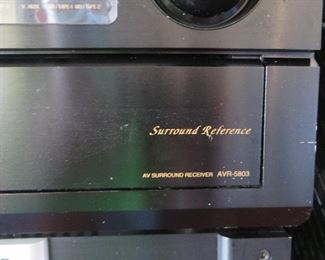 Surround Reference
AV SURROUND RECEIVER AVR-5803